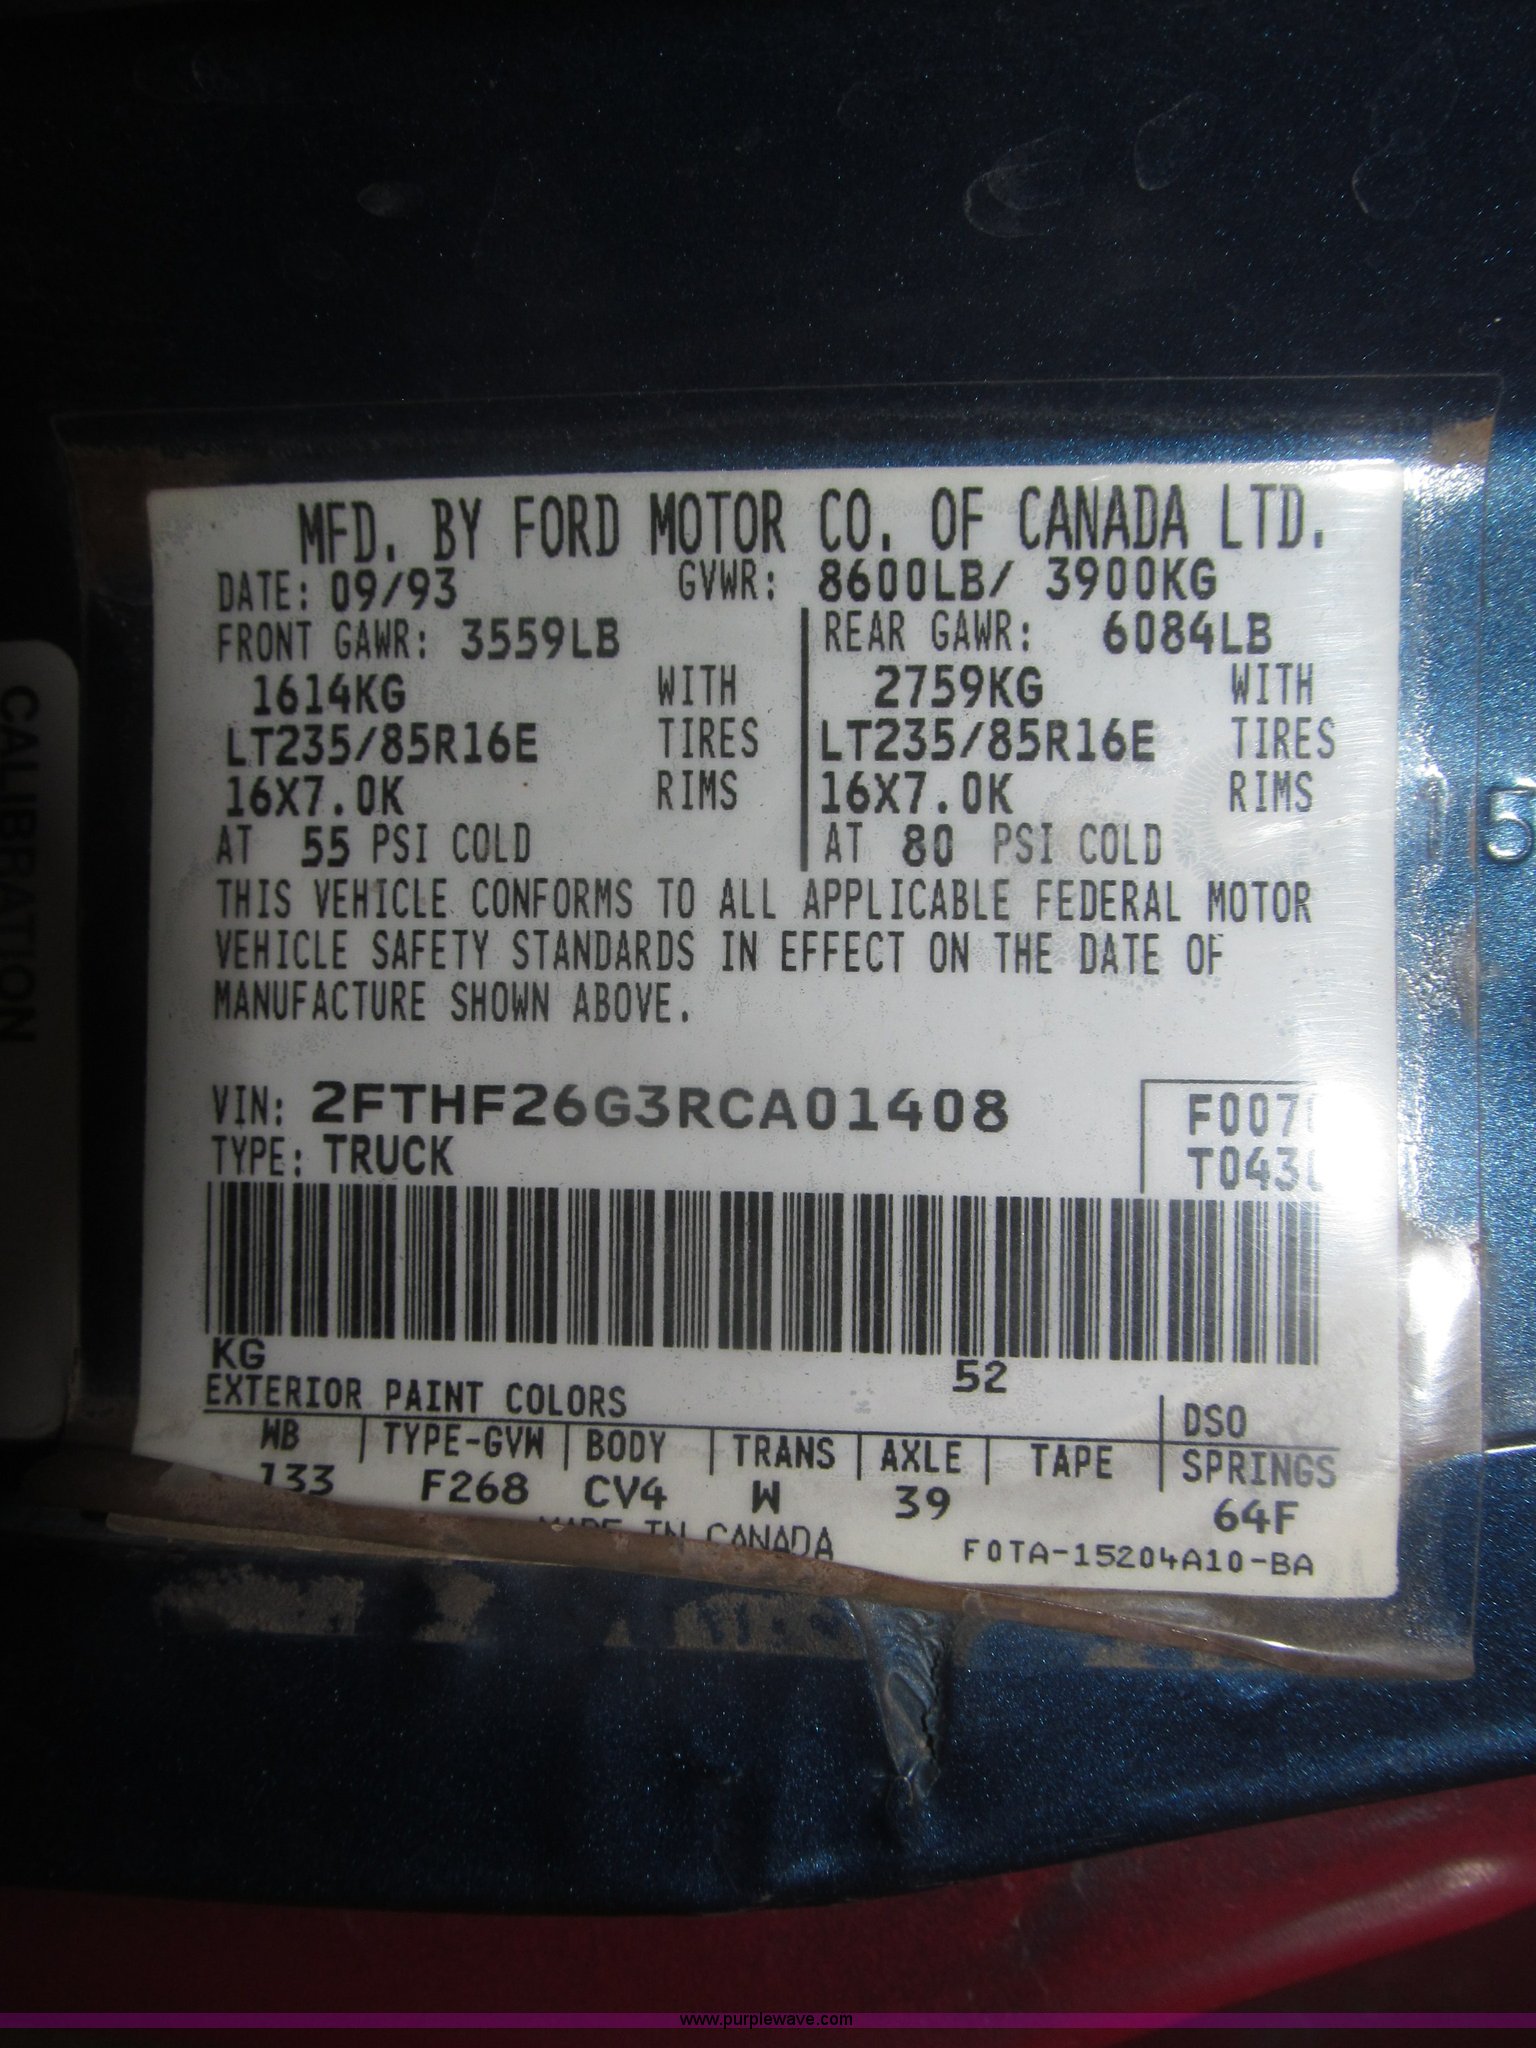 MFD. BY FORD MOTOR CO. OF CANADA LTD.
DATE: 09/93 GVWR: 8600LB/ 3900KG
FRONT GAWR: 3559LB REAR GAWR: 6084LB
1614KG WITH 2759KG WITH
LT235/85R16E TIRES LT235/85R16E TIRES
16X7.0K RIMS 16X7.0K RIMS
AT 55 PSI COLD AT 80 PSI COLD
THIS VEHICLE CONFORMS TO ALL APPLICABLE FEDERAL MOTOR
VEHICLE SAFETY STANDARDS IN EFFECT ON THE DATE OF
MANUFACTURE SHOWN ABOVE.
VIN: 2FTHF26G3RCA01408
TYPE: TRUCK
KG 52
EXTERIOR PAINT COLORS DSO
WB TYPE-GVW BODY TRANS AXLE TAPE SPRINGS
133 F268 CV4 W 39 64F
MADE IN CANADA F0TA-15204A10-BA
CALIBRATION
5
www.purplewave.com